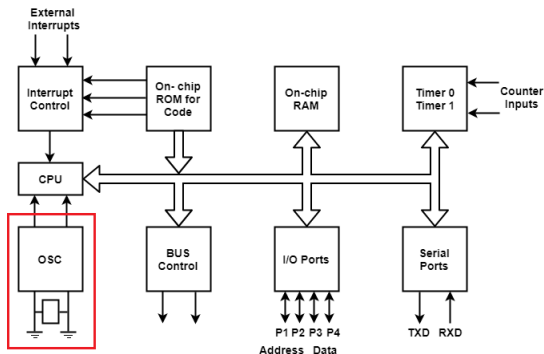 External
Interrupts
Interrupt
Control
On- chip
ROM for
Code
On-chip
RAM
Timer 0
Timer 1
Counter
Inputs
CPU
OSC
BUS
Control
I/O Ports
Serial
Ports
P1 P2 P3 P4
Address Data
TXD RXD